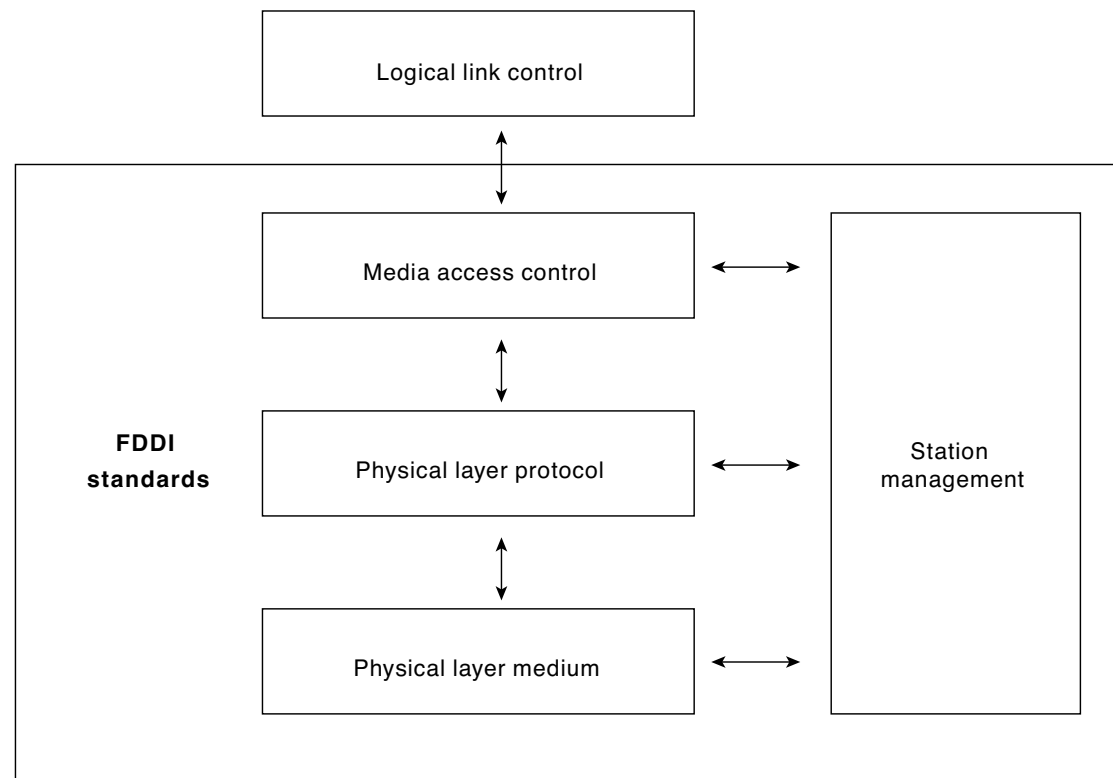 Logical link control
Media access control
FDDI
standards
Physical layer protocol
Station
management
Physical layer medium